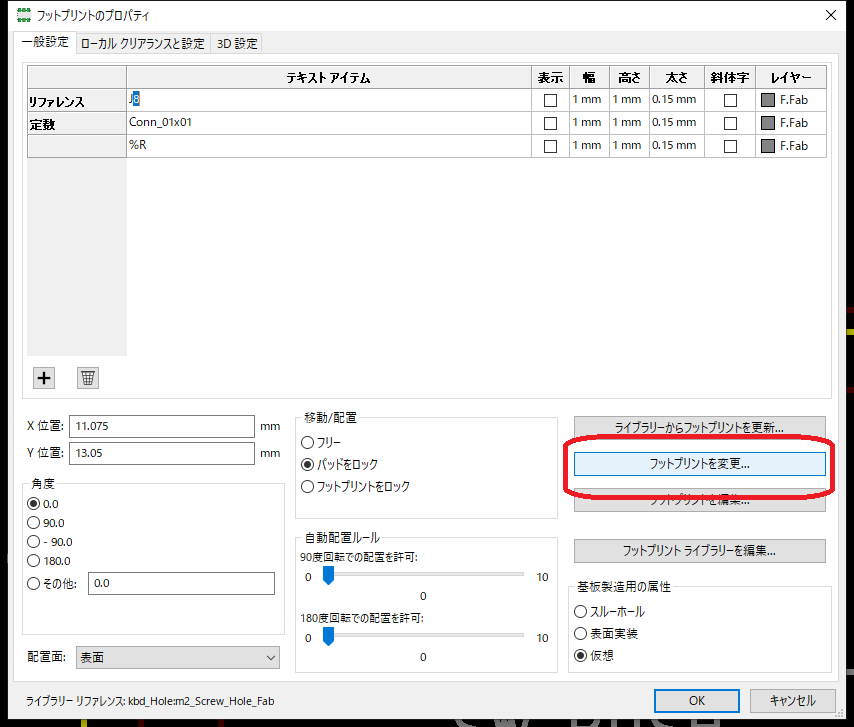 フットプリントのプロパティ
一般設定 ローカル クリアランスと設定 3D 設定
テキスト アイテム 表示 幅 高さ 太さ 斜体字 レイヤー
リファレンス J8 1 mm 1 mm 0.15 mm F.Fab
定数 Conn_01x01 1 mm 1 mm 0.15 mm F.Fab
%R 1 mm 1 mm 0.15 mm F.Fab
X 位置: 11.075 mm
Y 位置: 13.05 mm
角度
0.0
90.0
- 90.0
180.0
その他: 0.0
配置面: 表面
移動/配置
フリー
パッドをロック
フットプリントをロック
自動配置ルール
90度回転での配置を許可:
0 10
0
180度回転での配置を許可:
0 10
0
ライブラリーからフットプリントを更新...
フットプリントを変更...
フットプリントを編集...
フットプリント ライブラリーを編集...
基板製造用の属性
スルーホール
表面実装
仮想
ライブラリー リファレンス: kbd_Hole:m2_Screw_Hole_Fab
OK キャンセル